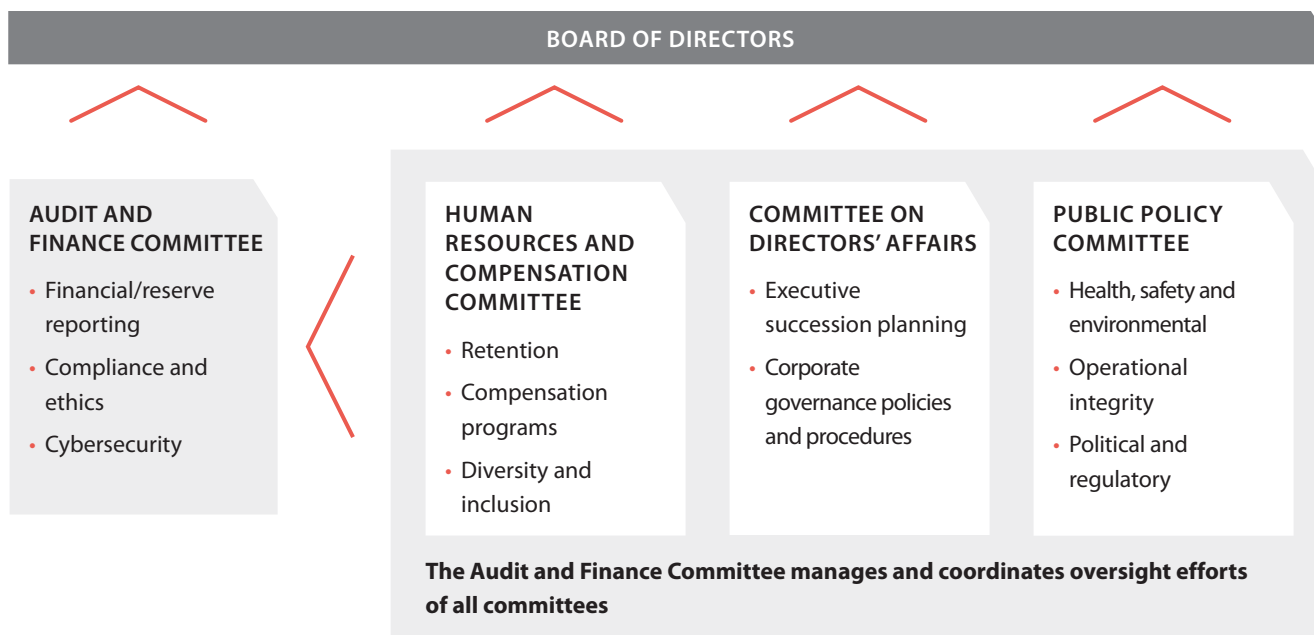 BOARD OF DIRECTORS
AUDIT AND
FINANCE COMMITTEE
• Financial/reserve
reporting
• Compliance and
ethics
• Cybersecurity
HUMAN
RESOURCES AND
COMPENSATION
COMMITTEE
• Retention
• Compensation
programs
• Diversity and
inclusion
COMMITTEE ON
DIRECTORS’ AFFAIRS
• Executive
succession planning
• Corporate
governance policies
and procedures
PUBLIC POLICY
COMMITTEE
• Health, safety and
environmental
• Operational
integrity
• Political and
regulatory
The Audit and Finance Committee manages and coordinates oversight efforts
of all committees